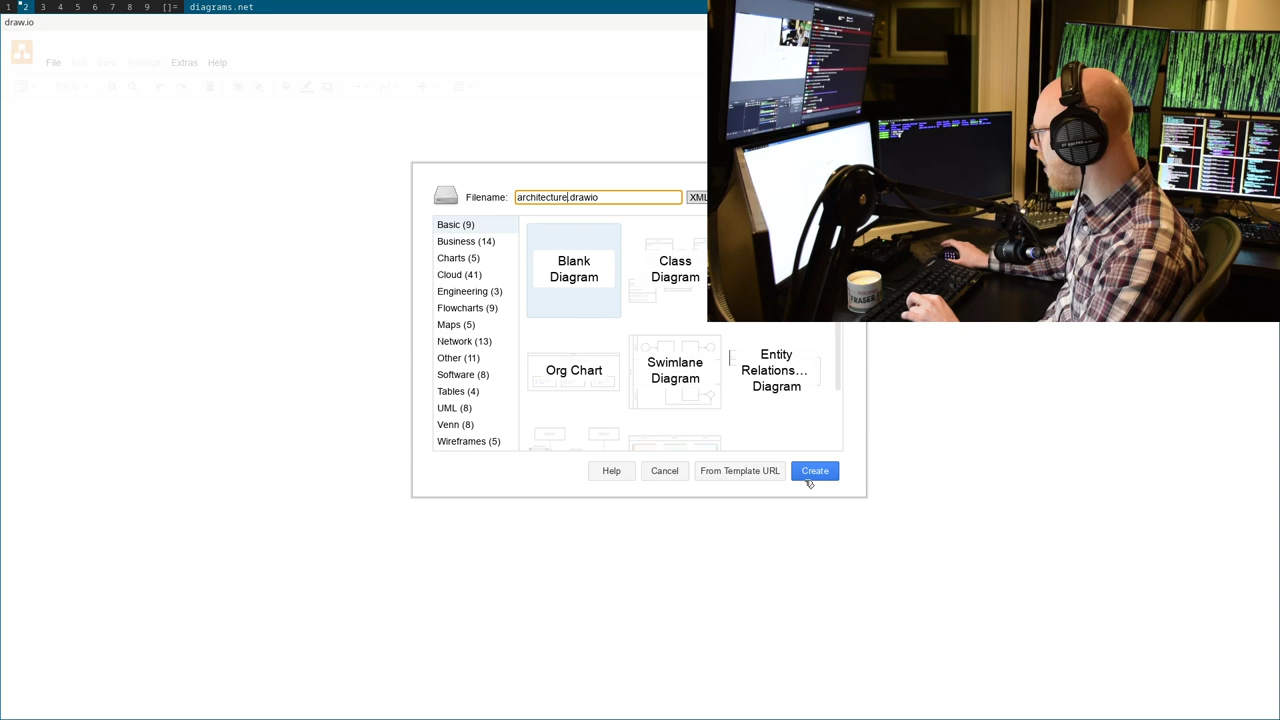 1 2 3 4 5 6 7 8 9 []= diagrams.net
draw.io
File Extras Help
Filename: architecture.drawio XML
Basic (9)
Business (14)
Charts (5)
Cloud (41)
Engineering (3)
Flowcharts (9)
Maps (5)
Network (13)
Other (11)
Software (8)
Tables (4)
UML (8)
Venn (8)
Wireframes (5)
Blank
Diagram
Class
Diagram
Org Chart
Swimlane
Diagram
Entity
Relations...
Diagram
Help Cancel From Template URL Create
FRASER